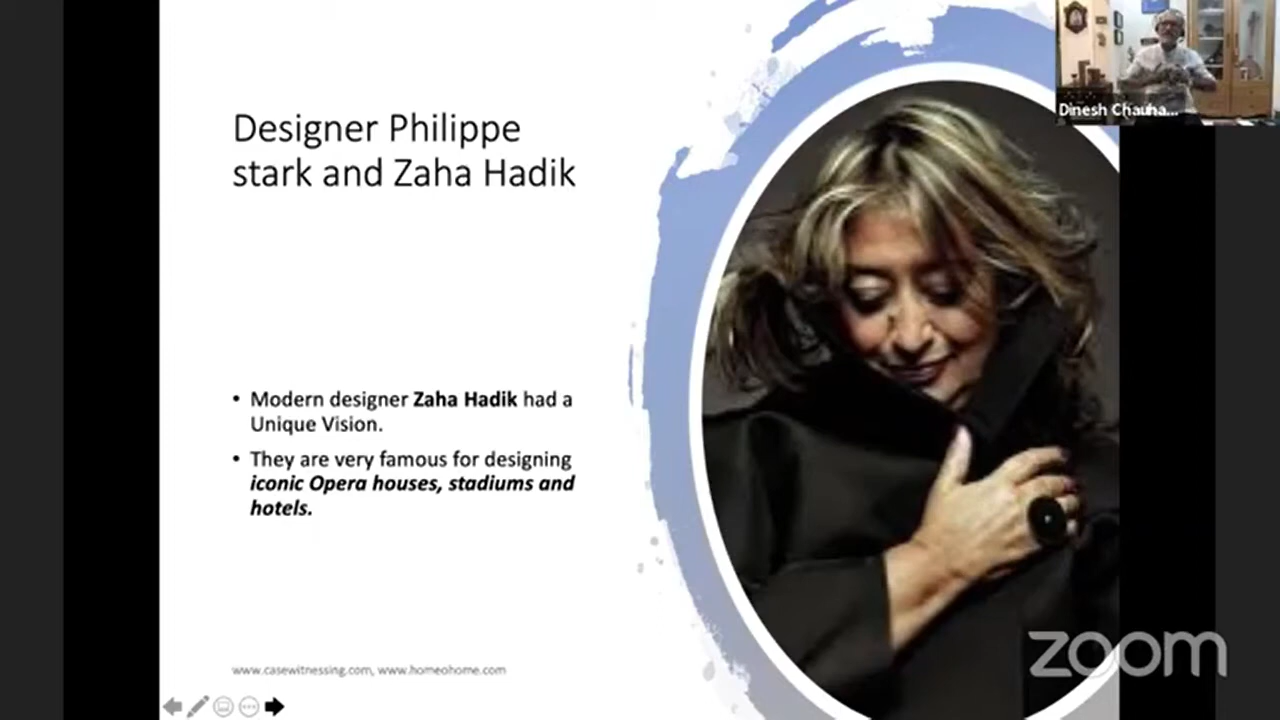 Designer Philippe
stark and Zaha Hadik
Dinesh Chauha...
• Modern designer Zaha Hadik had a
Unique Vision.
• They are very famous for designing
iconic Opera houses, stadiums and
hotels.
www.casewitnessing.com, www.homeohome.com
zoom